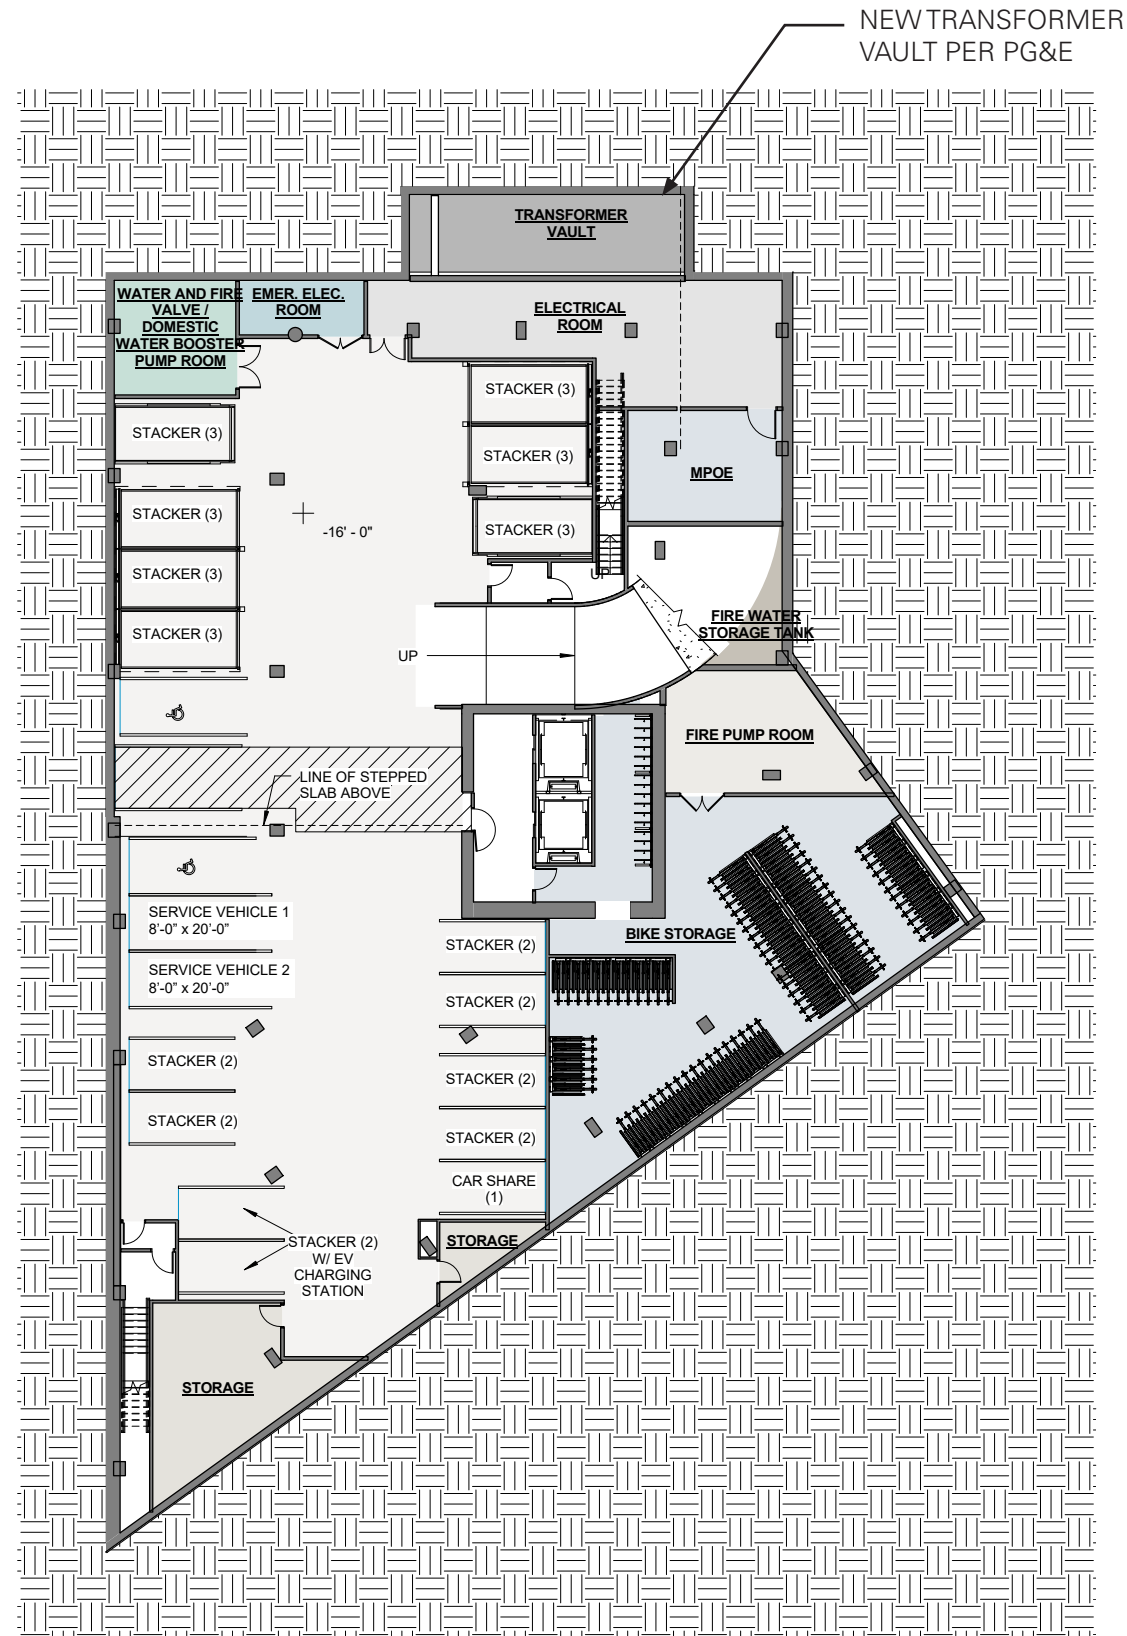 NEW TRANSFORMER
VAULT PER PG&E
TRANSFORMER
VAULT
WATER AND FIRE
VALVE /
DOMESTIC
WATER BOOSTER
PUMP ROOM
EMER. ELEC.
ROOM
ELECTRICAL
ROOM
STACKER (3)
STACKER (3)
STACKER (3)
MPOE
STACKER (3)
STACKER (3)
-16' - 0"
STACKER (3)
UP
STACKER (3)
FIRE WATER
STORAGE TANK
STACKER (3)
UP
FIRE PUMP ROOM
LINE OF STEPPED
SLAB ABOVE
SERVICE VEHICLE 1
8'-0" x 20'-0"
BIKE STORAGE
STACKER (2)
SERVICE VEHICLE 2
8'-0" x 20'-0"
STACKER (2)
STACKER (2)
STACKER (2)
STACKER (2)
STACKER (2)
CAR SHARE
(1)
STACKER (2)
W/ EV
CHARGING
STATION
STORAGE
STORAGE